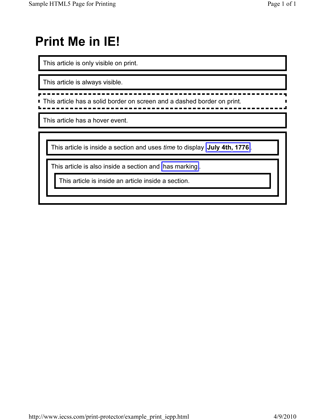 Sample HTML5 Page for Printing Page 1 of 1
Print Me in IE!
This article is only visible on print.
This article is always visible.
This article has a solid border on screen and a dashed border on print.
This article has a hover event.
This article is inside a section and uses time to display July 4th, 1776.
This article is also inside a section and has marking.
This article is inside an article inside a section.
http://www.iecss.com/print-protector/example_print_iepp.html 4/9/2010